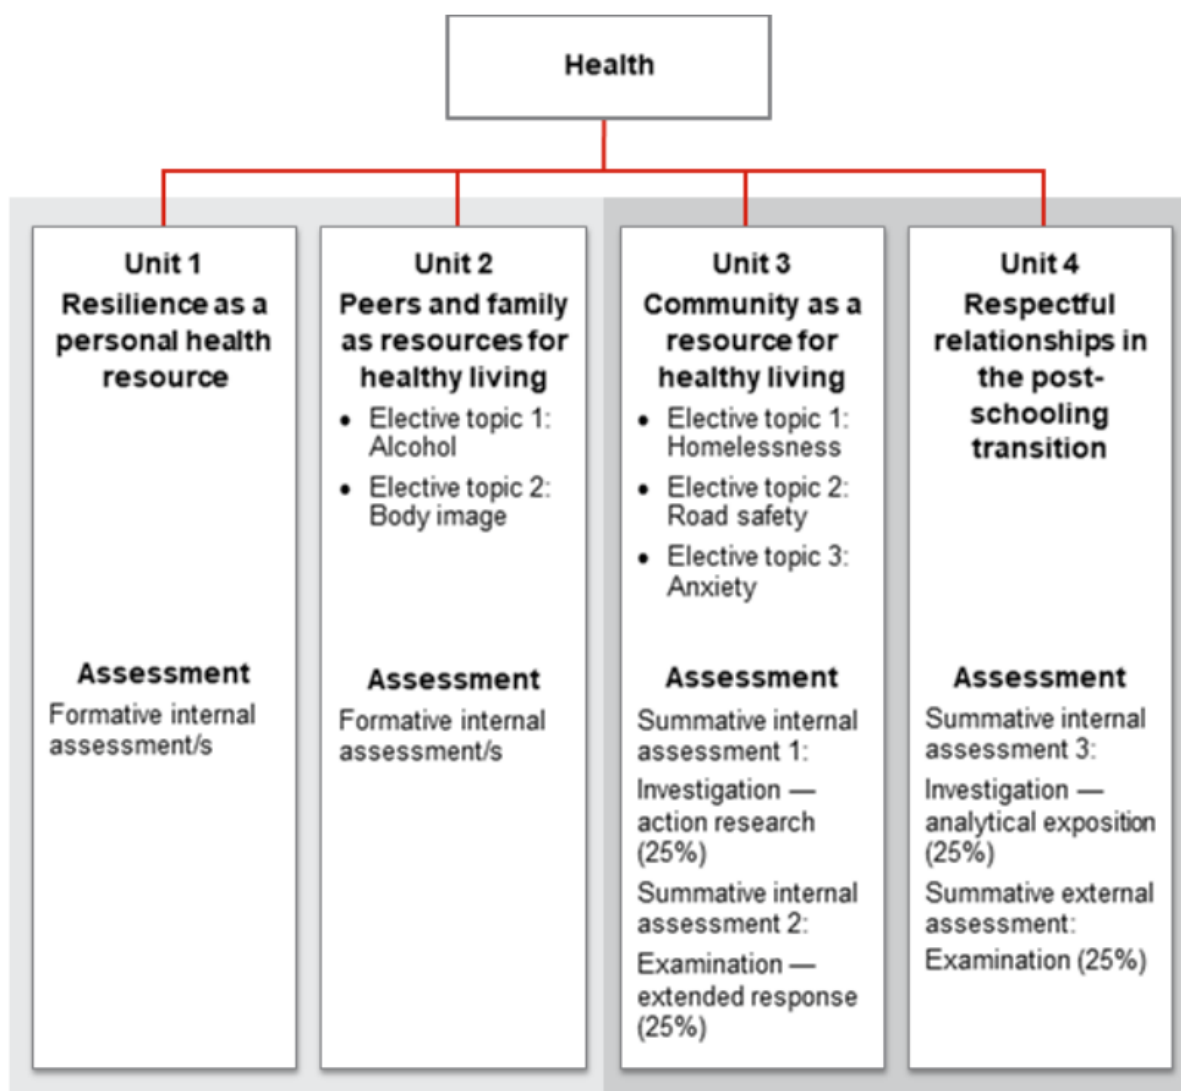 Health
Unit 1
Resilience as a
personal health
resource
Assessment
Formative internal
assessment/s
Unit 2
Peers and family
as resources for
healthy living
• Elective topic 1:
Alcohol
• Elective topic 2:
Body image
Assessment
Formative internal
assessment/s
Unit 3
Community as a
resource for
healthy living
• Elective topic 1:
Homelessness
• Elective topic 2:
Road safety
• Elective topic 3:
Anxiety
Assessment
Summative internal
assessment 1:
Investigation —
action research
(25%)
Summative internal
assessment 2:
Examination —
extended response
(25%)
Unit 4
Respectful
relationships in
the post-
schooling
transition
Assessment
Summative internal
assessment 3:
Investigation —
analytical exposition
(25%)
Summative external
assessment:
Examination (25%)